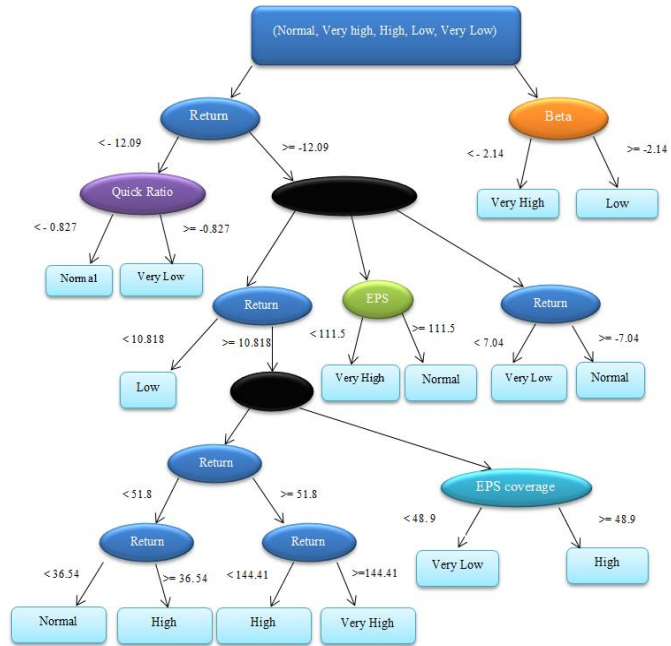 (Normal, Very high, High, Low, Very Low)
Return
Beta
< - 12.09
>= -12.09
< - 2.14
>= -2.14
Quick Ratio
Very High
Low
< - 0.827
>= -0.827
Normal
Very Low
Return
EPS
Return
< 10.818
>= 10.818
< 111.5
>= 111.5
< 7.04
>= -7.04
Low
Very High
Normal
Very Low
Normal
Return
EPS coverage
< 51.8
>= 51.8
< 48.9
>= 48.9
Return
Return
Very Low
High
< 36.54
>= 36.54
< 144.41
>=144.41
Normal
High
High
Very High